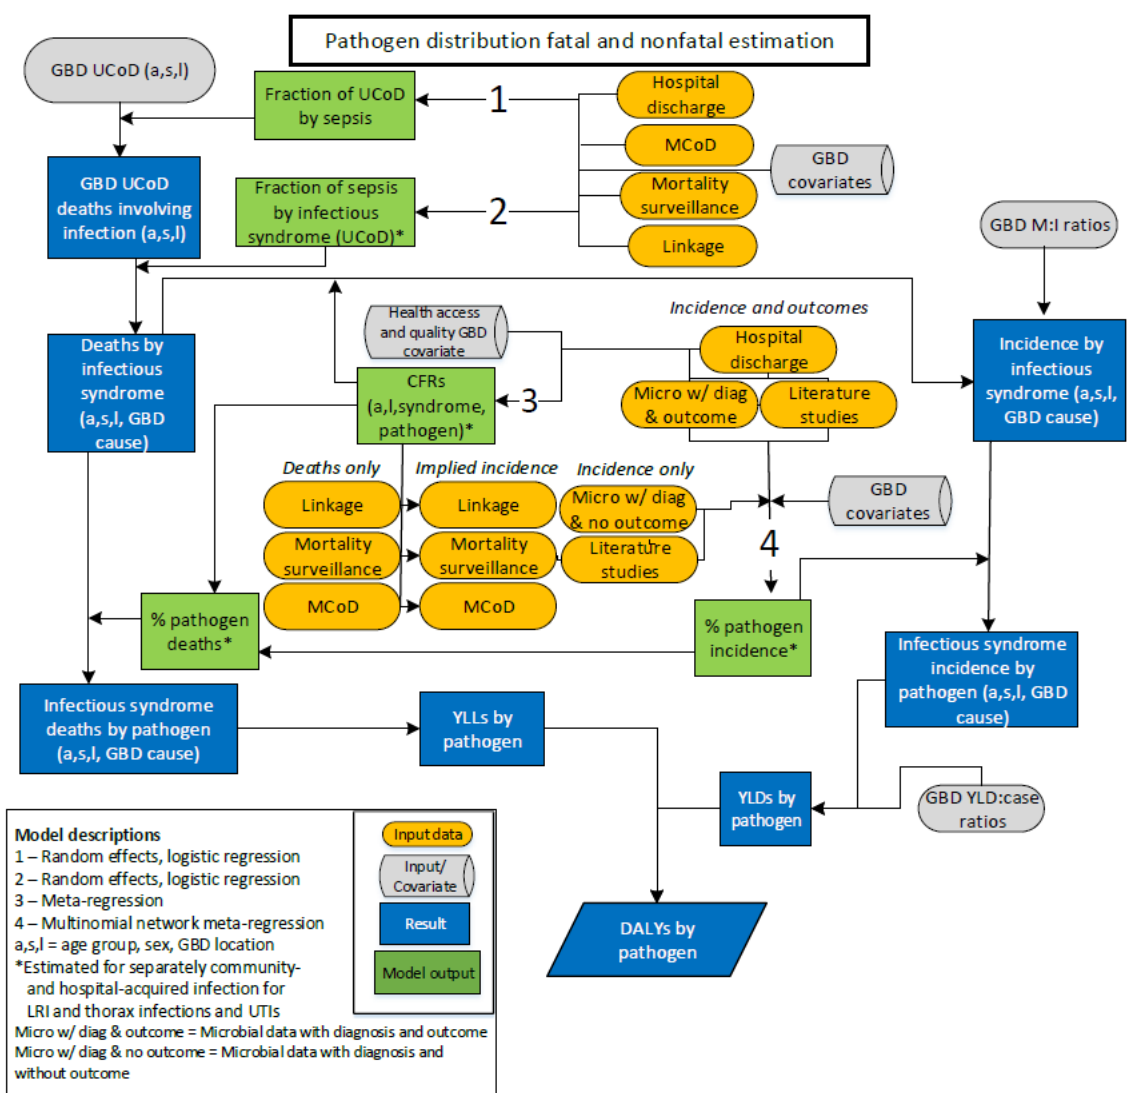 Pathogen distribution fatal and nonfatal estimation
GBD UCoD (a,s,l)
Fraction of UCoD
by sepsis
1
Hospital
discharge
MCoD
GBD
covariates
Mortality
surveillance
Linkage
GBD UCoD
deaths involving
infection (a,s,l)
Fraction of sepsis
by infectious
syndrome (UCoD)*
2
GBD M:I ratios
Health access
and quality GBD
covariate
Incidence and outcomes
Hospital
discharge
Micro w/ diag
& outcome
Literature
studies
Deaths by
infectious
syndrome
(a,s,l, GBD
cause)
CFRs
(a,l,syndrome,
pathogen)*
3
Incidence by
infectious
syndrome (a,s,l,
GBD cause)
Deaths only
Implied incidence
Incidence only
Linkage
Linkage
Micro w/ diag
& no outcome
GBD
covariates
Mortality
surveillance
Mortality
surveillance
Literature
studies
4
MCoD
MCoD
% pathogen
deaths*
% pathogen
incidence*
Infectious syndrome
incidence by
pathogen (a,s,l, GBD
cause)
Infectious syndrome
deaths by pathogen
(a,s,l, GBD cause)
YLLs by
pathogen
YLDs by
pathogen
GBD YLD:case
ratios
DALYs by
pathogen
Model descriptions
1 – Random effects, logistic regression
2 – Random effects, logistic regression
3 – Meta-regression
4 – Multinomial network meta-regression
a,s,l = age group, sex, GBD location
*Estimated for separately community-
and hospital-acquired infection for
LRI and thorax infections and UTIs
Micro w/ diag & outcome = Microbial data with diagnosis and outcome
Micro w/ diag & no outcome = Microbial data with diagnosis and
without outcome
Input data
Input/
Covariate
Result
Model output